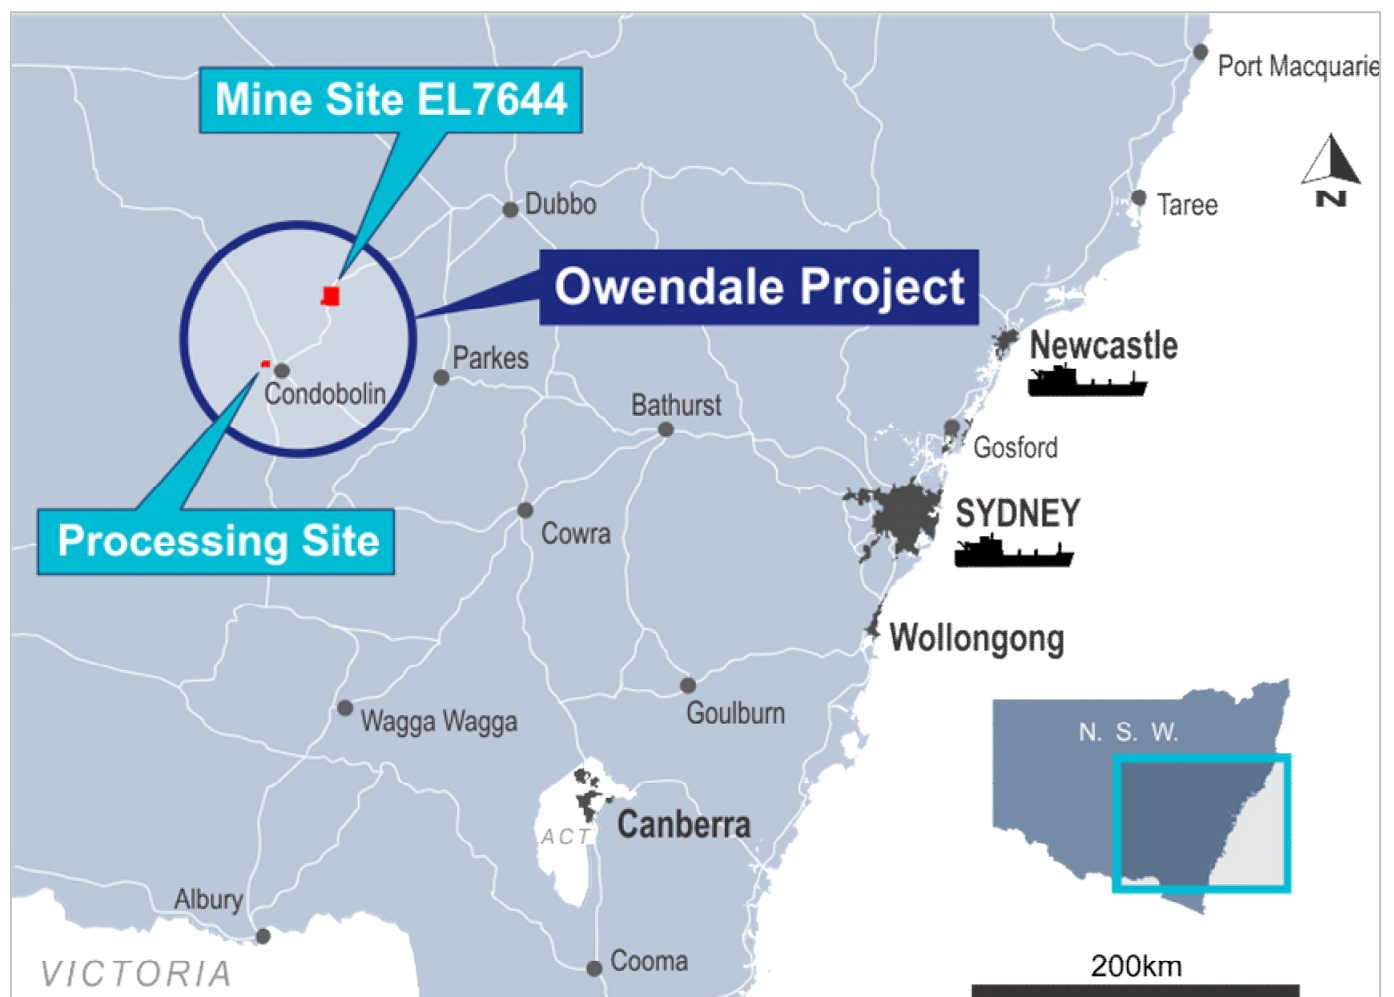 Port Macquarie
Mine Site EL7644
N
Dubbo
Taree
Owendale Project
Newcastle
Parkes
Condobolin
Bathurst
Gosford
SYDNEY
Processing Site
Cowra
Wollongong
Wagga Wagga
Goulburn
N. S. W.
Canberra
ACT
Albury
Cooma
VICTORIA
200km